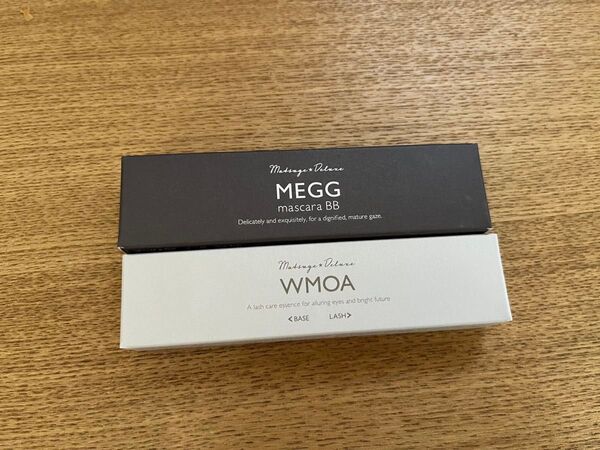 Matsuge★Deluxe
MEGG
mascara BB
Delicately and exquisitely, for a dignified, mature gaze.
Matsuge★Deluxe
WMOA
A lash care essence for alluring eyes and bright future
<BASE LASH>